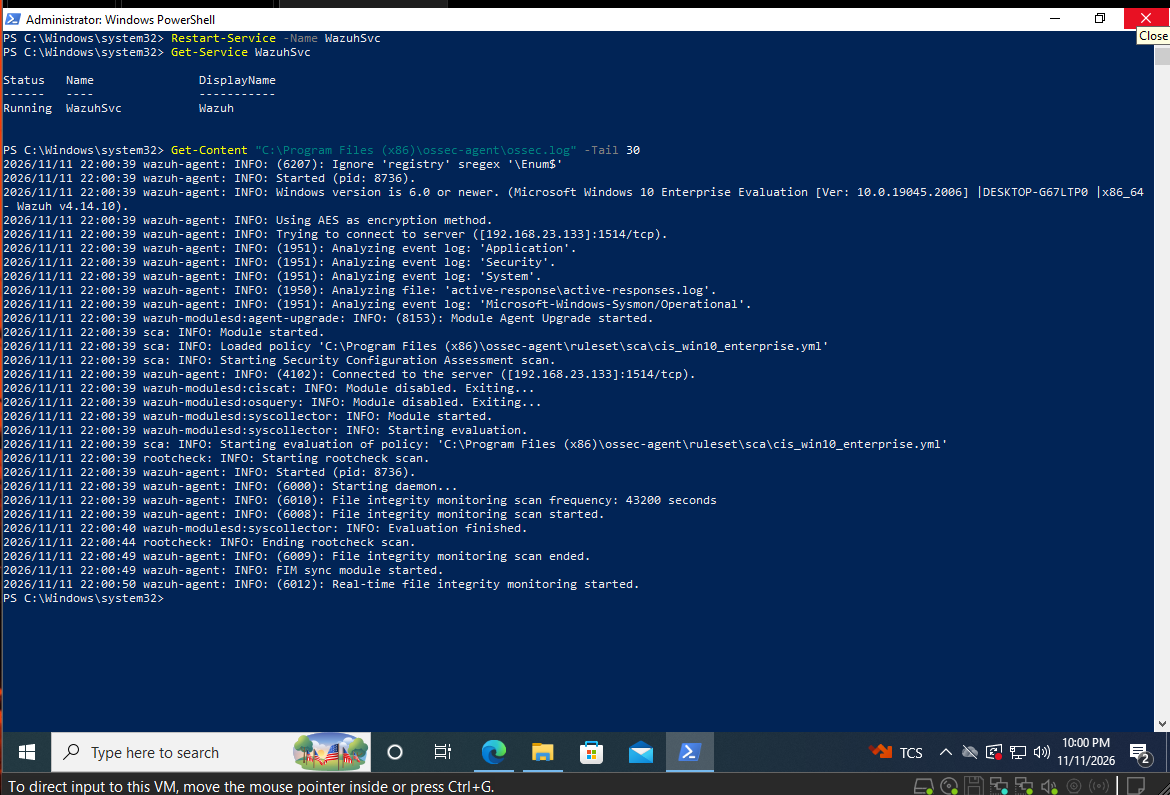 Administrator: Windows PowerShell
Close
PS C:\Windows\system32> Restart-Service -Name WazuhSvc
PS C:\Windows\system32> Get-Service WazuhSvc
Status   Name               DisplayName
------   ----               -----------
Running  WazuhSvc           Wazuh
PS C:\Windows\system32> Get-Content "C:\Program Files (x86)\ossec-agent\ossec.log" -Tail 30
2026/11/11 22:00:39 wazuh-agent: INFO: (6207): Ignore 'registry' sregex '\Enum$'
2026/11/11 22:00:39 wazuh-agent: INFO: Started (pid: 8736).
2026/11/11 22:00:39 wazuh-agent: INFO: Windows version is 6.0 or newer. (Microsoft Windows 10 Enterprise Evaluation [Ver: 10.0.19045.2006] |DESKTOP-G67LTP0 |x86_64
- Wazuh v4.14.10).
2026/11/11 22:00:39 wazuh-agent: INFO: Using AES as encryption method.
2026/11/11 22:00:39 wazuh-agent: INFO: Trying to connect to server ([192.168.23.133]:1514/tcp).
2026/11/11 22:00:39 wazuh-agent: INFO: (1951): Analyzing event log: 'Application'.
2026/11/11 22:00:39 wazuh-agent: INFO: (1951): Analyzing event log: 'Security'.
2026/11/11 22:00:39 wazuh-agent: INFO: (1951): Analyzing event log: 'System'.
2026/11/11 22:00:39 wazuh-agent: INFO: (1950): Analyzing file: 'active-response\active-responses.log'.
2026/11/11 22:00:39 wazuh-agent: INFO: (1951): Analyzing event log: 'Microsoft-Windows-Sysmon/Operational'.
2026/11/11 22:00:39 wazuh-modulesd:agent-upgrade: INFO: (8153): Module Agent Upgrade started.
2026/11/11 22:00:39 sca: INFO: Module started.
2026/11/11 22:00:39 sca: INFO: Loaded policy 'C:\Program Files (x86)\ossec-agent\ruleset\sca\cis_win10_enterprise.yml'
2026/11/11 22:00:39 sca: INFO: Starting Security Configuration Assessment scan.
2026/11/11 22:00:39 wazuh-agent: INFO: (4102): Connected to the server ([192.168.23.133]:1514/tcp).
2026/11/11 22:00:39 wazuh-modulesd:ciscat: INFO: Module disabled. Exiting...
2026/11/11 22:00:39 wazuh-modulesd:osquery: INFO: Module disabled. Exiting...
2026/11/11 22:00:39 wazuh-modulesd:syscollector: INFO: Module started.
2026/11/11 22:00:39 wazuh-modulesd:syscollector: INFO: Starting evaluation.
2026/11/11 22:00:39 sca: INFO: Starting evaluation of policy: 'C:\Program Files (x86)\ossec-agent\ruleset\sca\cis_win10_enterprise.yml'
2026/11/11 22:00:39 rootcheck: INFO: Starting rootcheck scan.
2026/11/11 22:00:39 wazuh-agent: INFO: Started (pid: 8736).
2026/11/11 22:00:39 wazuh-agent: INFO: (6000): Starting daemon...
2026/11/11 22:00:39 wazuh-agent: INFO: (6010): File integrity monitoring scan frequency: 43200 seconds
2026/11/11 22:00:39 wazuh-agent: INFO: (6008): File integrity monitoring scan started.
2026/11/11 22:00:40 wazuh-modulesd:syscollector: INFO: Evaluation finished.
2026/11/11 22:00:44 rootcheck: INFO: Ending rootcheck scan.
2026/11/11 22:00:49 wazuh-agent: INFO: (6009): File integrity monitoring scan ended.
2026/11/11 22:00:49 wazuh-agent: INFO: FIM sync module started.
2026/11/11 22:00:50 wazuh-agent: INFO: (6012): Real-time file integrity monitoring started.
PS C:\Windows\system32>
Type here to search
TCS
10:00 PM
11/11/2026
2
To direct input to this VM, move the mouse pointer inside or press Ctrl+G.